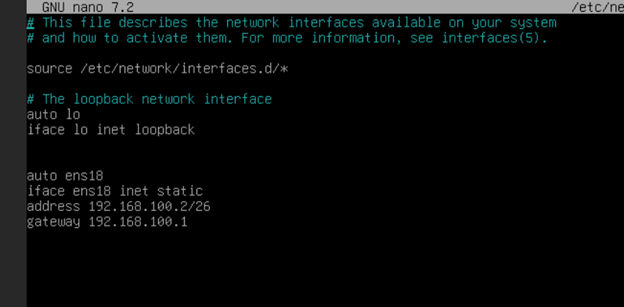 GNU nano 7.2 /etc/ne
# This file describes the network interfaces available on your system
# and how to activate them. For more information, see interfaces(5).
source /etc/network/interfaces.d/*
# The loopback network interface
auto lo
iface lo inet loopback
auto ens18
iface ens18 inet static
address 192.168.100.2/26
gateway 192.168.100.1